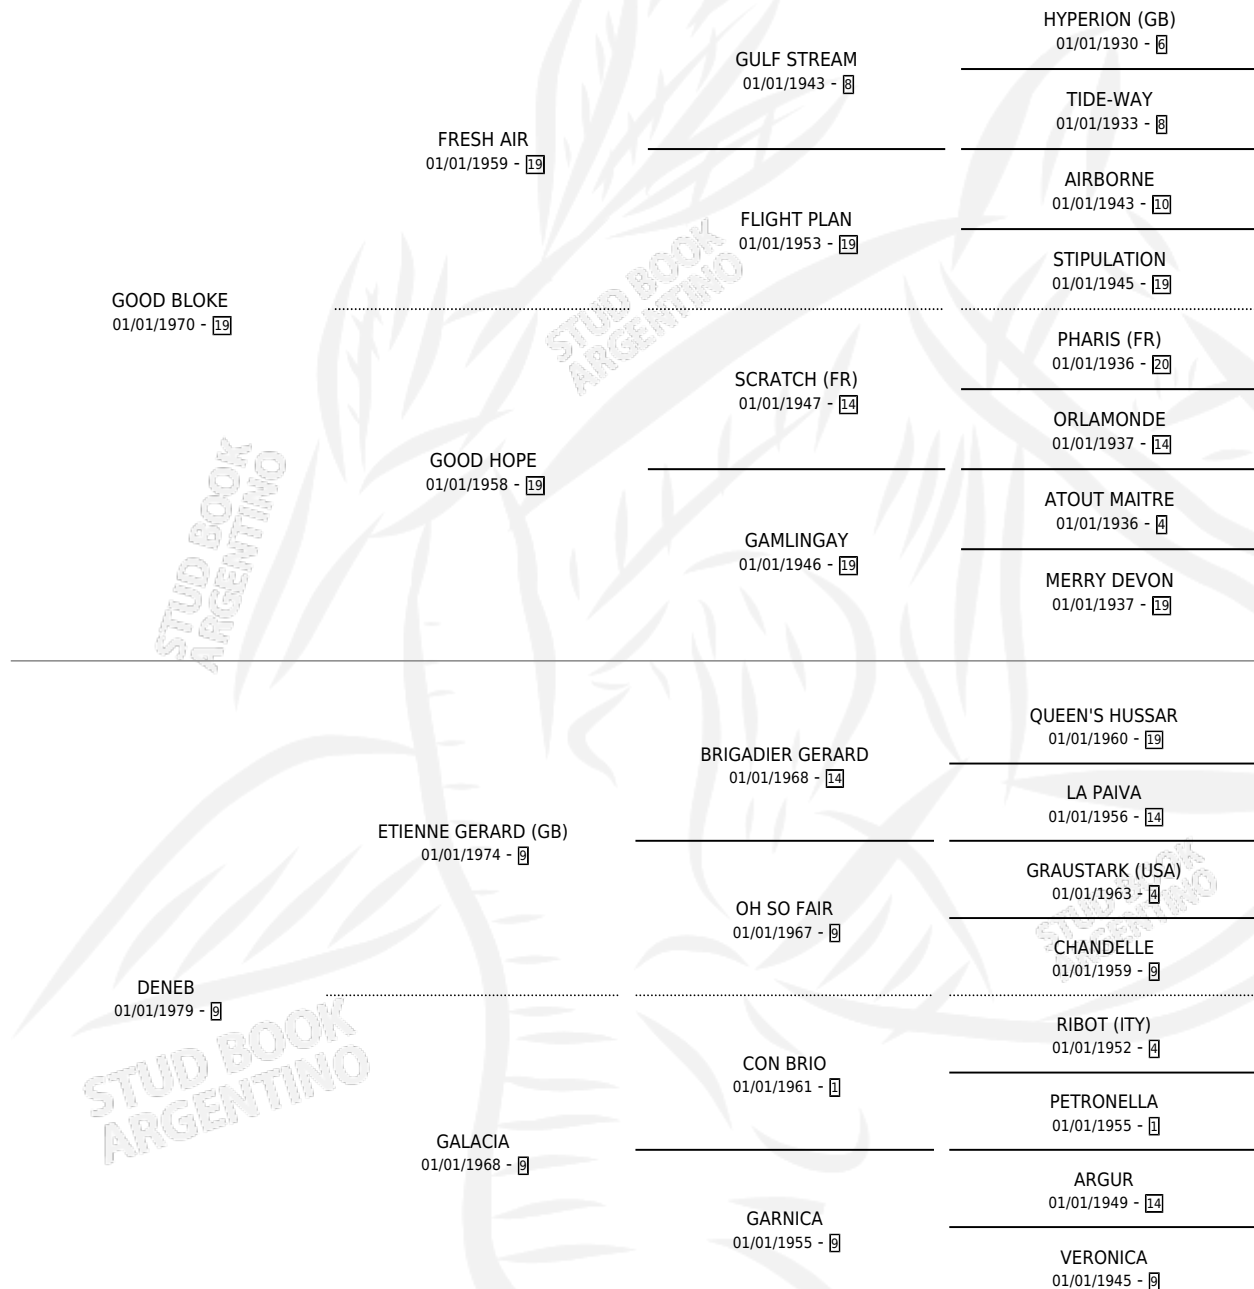 GOOD BLOKE
01/01/1970 - 19
FRESH AIR
01/01/1959 - 19
GULF STREAM
01/01/1943 - 8
HYPERION (GB)
01/01/1930 - 6
TIDE-WAY
01/01/1933 - 8
FLIGHT PLAN
01/01/1953 - 19
AIRBORNE
01/01/1943 - 10
STIPULATION
01/01/1945 - 19
GOOD HOPE
01/01/1958 - 19
SCRATCH (FR)
01/01/1947 - 14
PHARIS (FR)
01/01/1936 - 20
ORLAMONDE
01/01/1937 - 14
GAMLINGAY
01/01/1946 - 19
ATOUT MAITRE
01/01/1936 - 4
MERRY DEVON
01/01/1937 - 19
DENEB
01/01/1979 - 9
ETIENNE GERARD (GB)
01/01/1974 - 9
BRIGADIER GERARD
01/01/1968 - 14
QUEEN'S HUSSAR
01/01/1960 - 19
LA PAIVA
01/01/1956 - 14
OH SO FAIR
01/01/1967 - 9
GRAUSTARK (USA)
01/01/1963 - 4
CHANDELLE
01/01/1959 - 9
GALACIA
01/01/1968 - 9
CON BRIO
01/01/1961 - 1
RIBOT (ITY)
01/01/1952 - 4
PETRONELLA
01/01/1955 - 1
GARNICA
01/01/1955 - 9
ARGUR
01/01/1949 - 14
VERONICA
01/01/1945 - 9
STUD BOOK
ARGENTINO
STUD BOOK
ARGENTINO
STUD BOOK
ARGENTINO
STUD BOOK
ARGENTINO